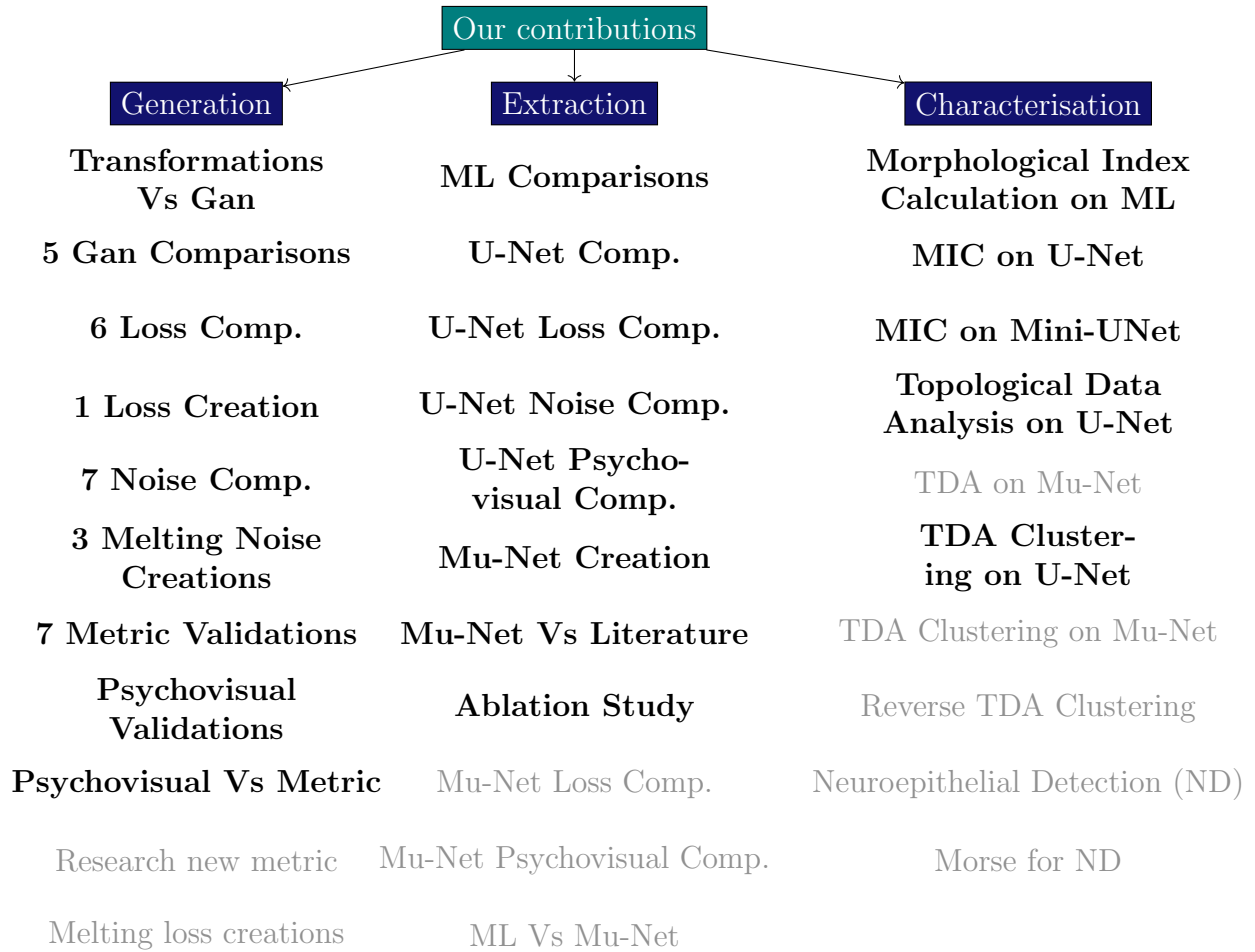 Our contributions
Generation
Extraction
Characterisation
Transformations
Vs Gan
5 Gan Comparisons
6 Loss Comp.
1 Loss Creation
7 Noise Comp.
3 Melting Noise
Creations
7 Metric Validations
Psychovisual
Validations
Psychovisual Vs Metric
Research new metric
Melting loss creations
ML Comparisons
U-Net Comp.
U-Net Loss Comp.
U-Net Noise Comp.
U-Net Psycho-
visual Comp.
Mu-Net Creation
Mu-Net Vs Literature
Ablation Study
Mu-Net Loss Comp.
Mu-Net Psychovisual Comp.
ML Vs Mu-Net
Morphological Index
Calculation on ML
MIC on U-Net
MIC on Mini-UNet
Topological Data
Analysis on U-Net
TDA on Mu-Net
TDA Cluster-
ing on U-Net
TDA Clustering on Mu-Net
Reverse TDA Clustering
Neuroepithelial Detection (ND)
Morse for ND